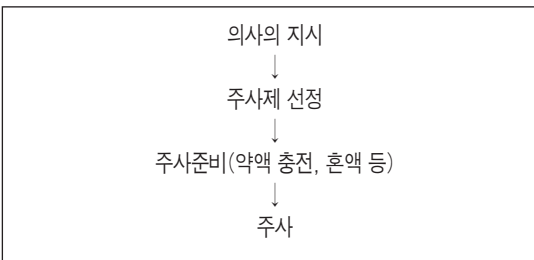 의사의 지시
↓
주사제 선정
↓
주사준비(약액 충전, 혼액 등)
↓
주사